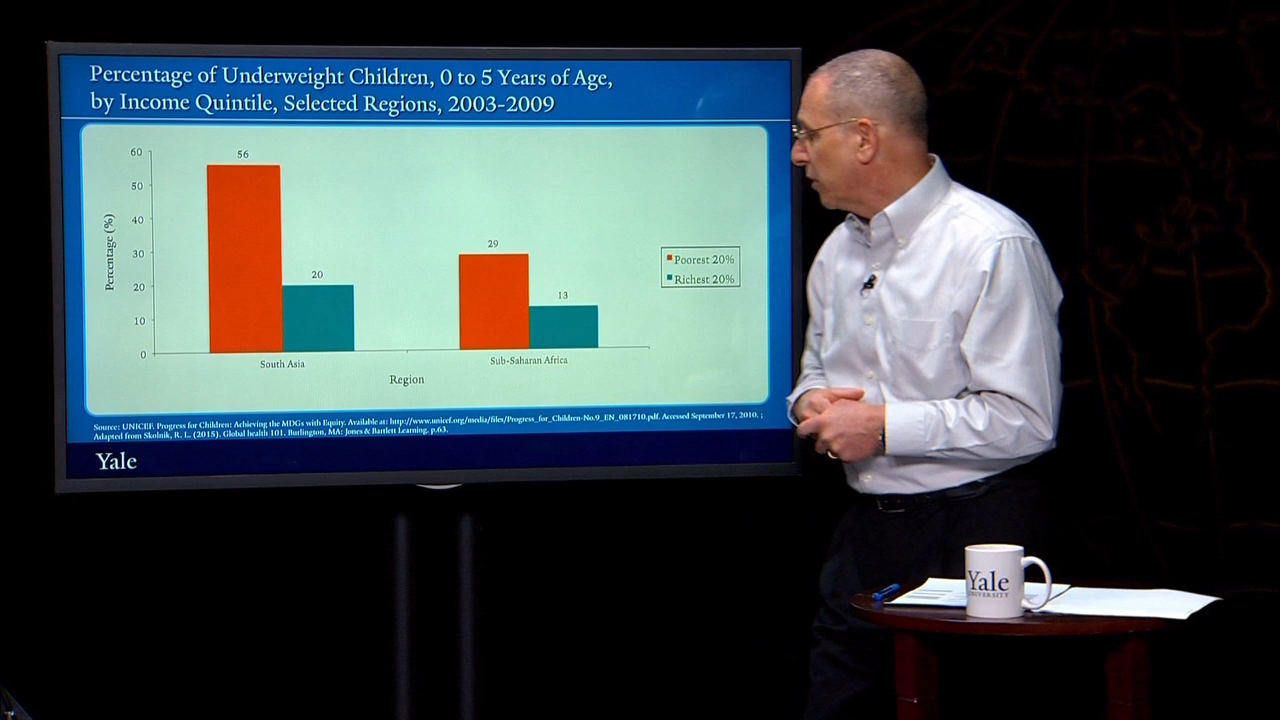 Percentage of Underweight Children, 0 to 5 Years of Age,
by Income Quintile, Selected Regions, 2003-2009
60
50
40
30
20
10
0
Percentage (%)
56
20
29
13
South Asia
Sub-Saharan Africa
Region
Poorest 20%
Richest 20%
Source: UNICEF. Progress for Children: Achieving the MDGs with Equity. Available at: http://www.unicef.org/media/files/Progress_for_Children-No.9_EN_081710.pdf. Accessed September 17, 2010. ;
Adapted from Skolnik, R. L. (2015). Global health 101. Burlington, MA: Jones & Bartlett Learning. p.63.
Yale
Yale
UNIVERSITY